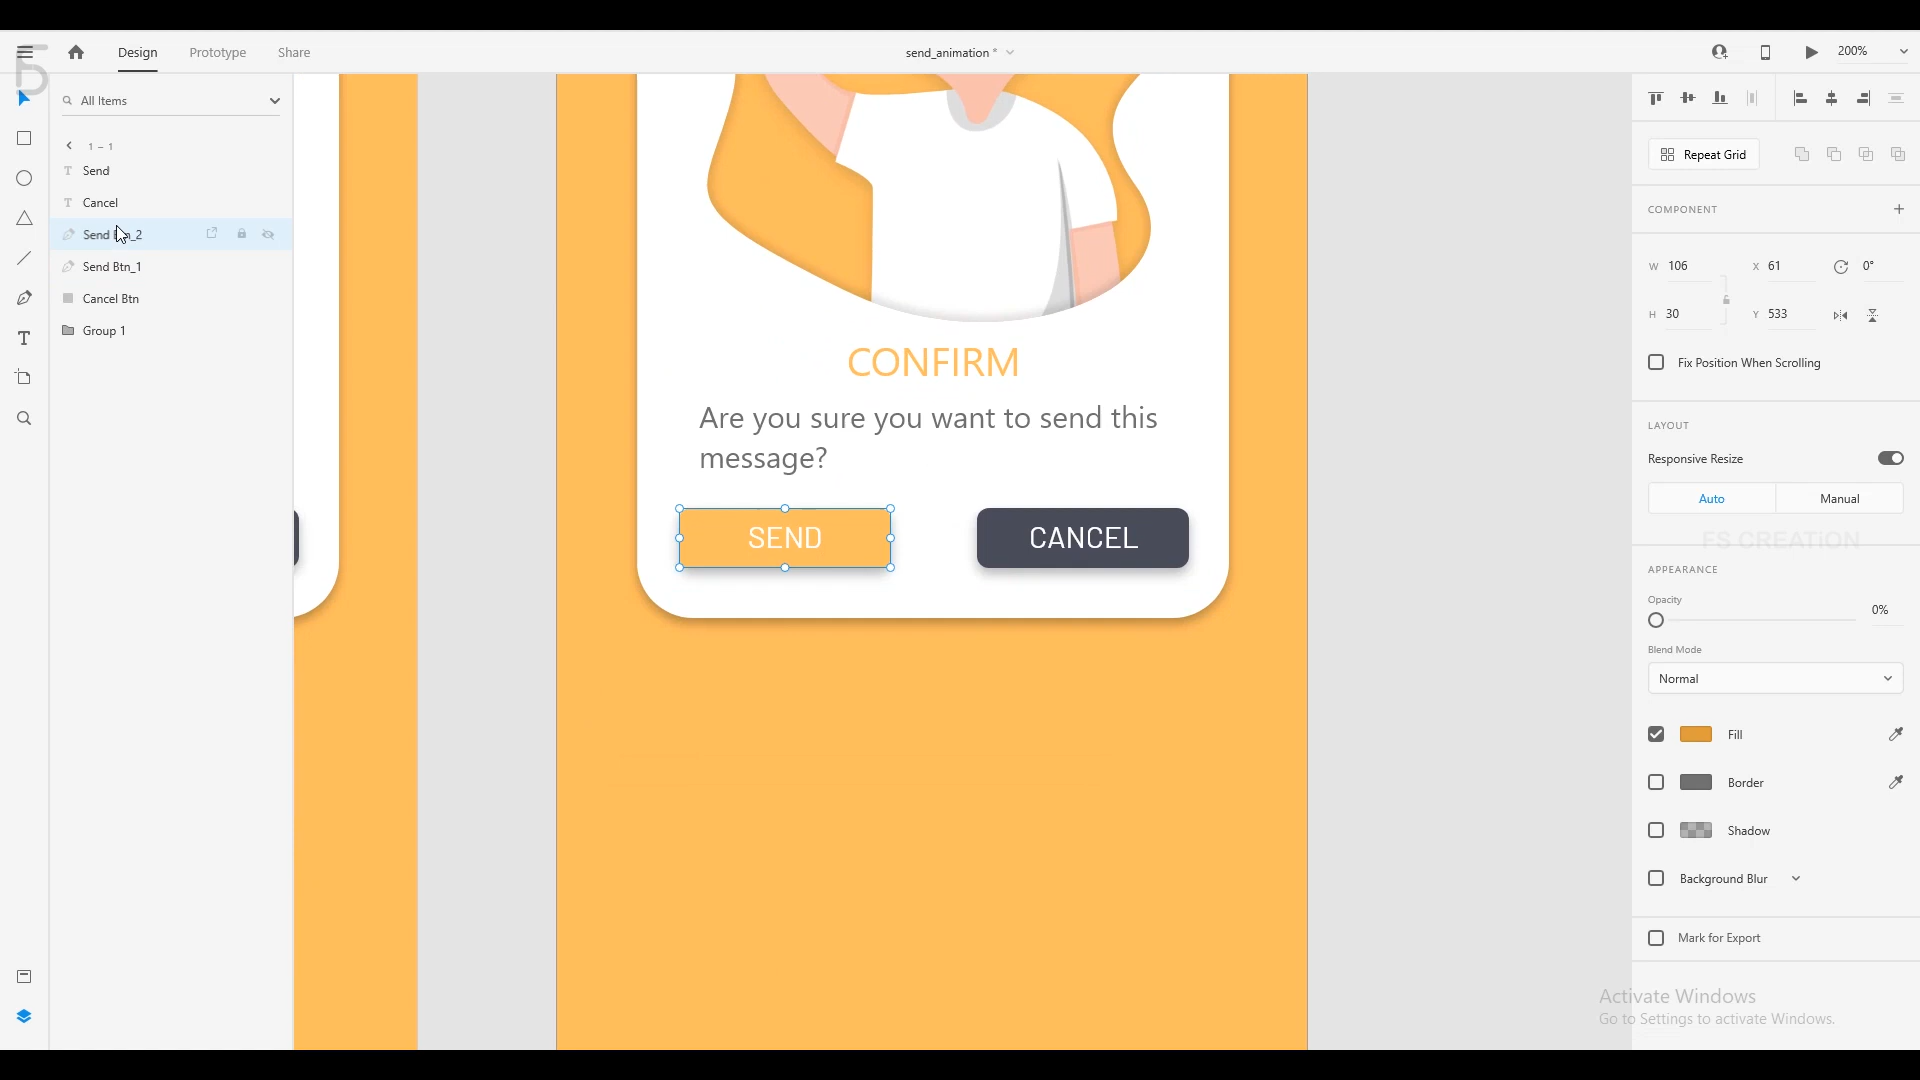 Design
Prototype
Share
send_animation *
200%
All Items
1 – 1
Send
Cancel
Send Btn_2
Send Btn_1
Cancel Btn
Group 1
CONFIRM
Are you sure you want to send this
message?
SEND
CANCEL
Repeat Grid
COMPONENT
W 106
X 61
0°
H 30
Y 533
Fix Position When Scrolling
LAYOUT
Responsive Resize
Auto
Manual
FS CREATiON
APPEARANCE
Opacity
0%
Blend Mode
Normal
Fill
Border
Shadow
Background Blur
Mark for Export
Activate Windows
Go to Settings to activate Windows.